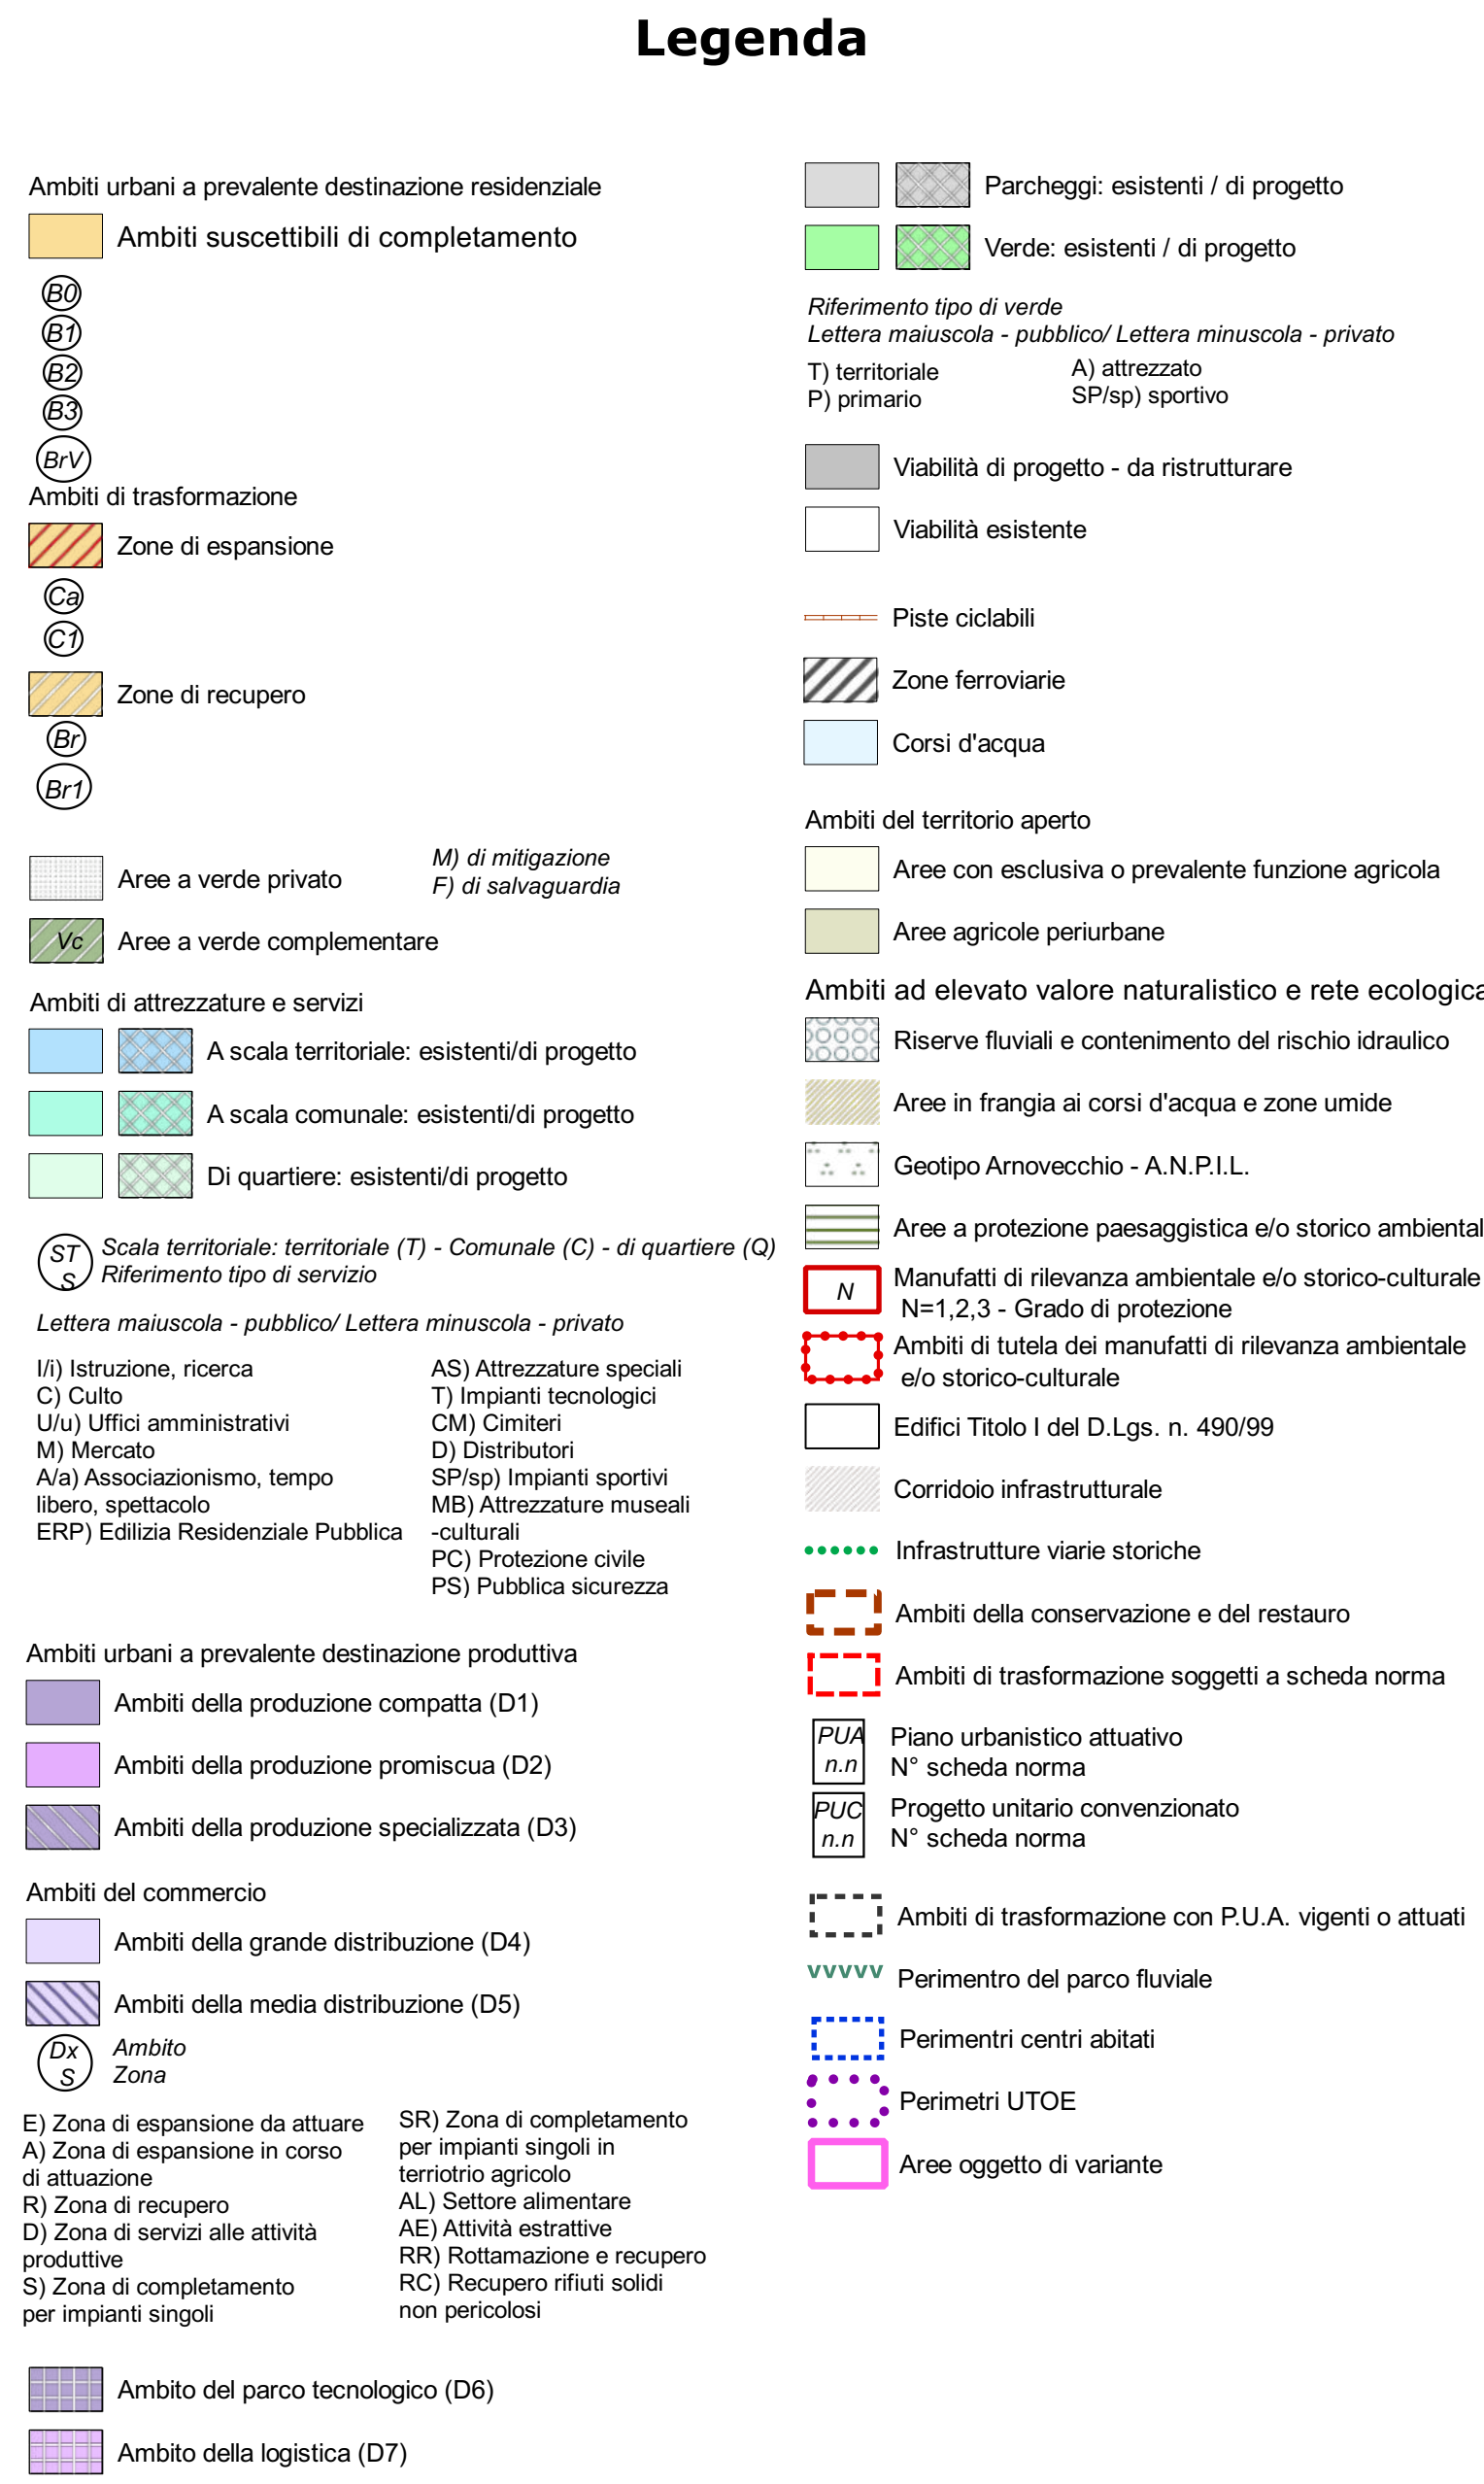 Legenda
Ambiti urbani a prevalente destinazione residenziale
Ambiti suscettibili di completamento
B0
B1
B2
B3
BrV
Ambiti di trasformazione
Zone di espansione
Ca
C1
Zone di recupero
Br
Br1
Aree a verde privato
M) di mitigazione
F) di salvaguardia
Vc
Aree a verde complementare
Ambiti di attrezzature e servizi
A scala territoriale: esistenti/di progetto
A scala comunale: esistenti/di progetto
Di quartiere: esistenti/di progetto
ST
S
Scala territoriale: territoriale (T) - Comunale (C) - di quartiere (Q)
Riferimento tipo di servizio
Lettera maiuscola - pubblico/ Lettera minuscola - privato
I/i) Istruzione, ricerca
C) Culto
U/u) Uffici amministrativi
M) Mercato
A/a) Associazionismo, tempo
libero, spettacolo
ERP) Edilizia Residenziale Pubblica
AS) Attrezzature speciali
T) Impianti tecnologici
CM) Cimiteri
D) Distributori
SP/sp) Impianti sportivi
MB) Attrezzature museali
-culturali
PC) Protezione civile
PS) Pubblica sicurezza
Ambiti urbani a prevalente destinazione produttiva
Ambiti della produzione compatta (D1)
Ambiti della produzione promiscua (D2)
Ambiti della produzione specializzata (D3)
Ambiti del commercio
Ambiti della grande distribuzione (D4)
Ambiti della media distribuzione (D5)
Dx
S
Ambito
Zona
E) Zona di espansione da attuare
A) Zona di espansione in corso
di attuazione
R) Zona di recupero
D) Zona di servizi alle attività
produttive
S) Zona di completamento
per impianti singoli
SR) Zona di completamento
per impianti singoli in
terriotrio agricolo
AL) Settore alimentare
AE) Attività estrattive
RR) Rottamazione e recupero
RC) Recupero rifiuti solidi
non pericolosi
Ambito del parco tecnologico (D6)
Ambito della logistica (D7)
Parcheggi: esistenti / di progetto
Verde: esistenti / di progetto
Riferimento tipo di verde
Lettera maiuscola - pubblico/ Lettera minuscola - privato
T) territoriale
P) primario
A) attrezzato
SP/sp) sportivo
Viabilità di progetto - da ristrutturare
Viabilità esistente
Piste ciclabili
Zone ferroviarie
Corsi d'acqua
Ambiti del territorio aperto
Aree con esclusiva o prevalente funzione agricola
Aree agricole periurbane
Ambiti ad elevato valore naturalistico e rete ecologica
Riserve fluviali e contenimento del rischio idraulico
Aree in frangia ai corsi d'acqua e zone umide
Geotipo Arnovecchio - A.N.P.I.L.
Aree a protezione paesaggistica e/o storico ambiental
N
Manufatti di rilevanza ambientale e/o storico-culturale
N=1,2,3 - Grado di protezione
Ambiti di tutela dei manufatti di rilevanza ambientale
e/o storico-culturale
Edifici Titolo I del D.Lgs. n. 490/99
Corridoio infrastrutturale
Infrastrutture viarie storiche
Ambiti della conservazione e del restauro
Ambiti di trasformazione soggetti a scheda norma
PUA
n.n
Piano urbanistico attuativo
N° scheda norma
PUC
n.n
Progetto unitario convenzionato
N° scheda norma
Ambiti di trasformazione con P.U.A. vigenti o attuati
vvvvv
Perimentro del parco fluviale
Perimentri centri abitati
Perimetri UTOE
Aree oggetto di variante